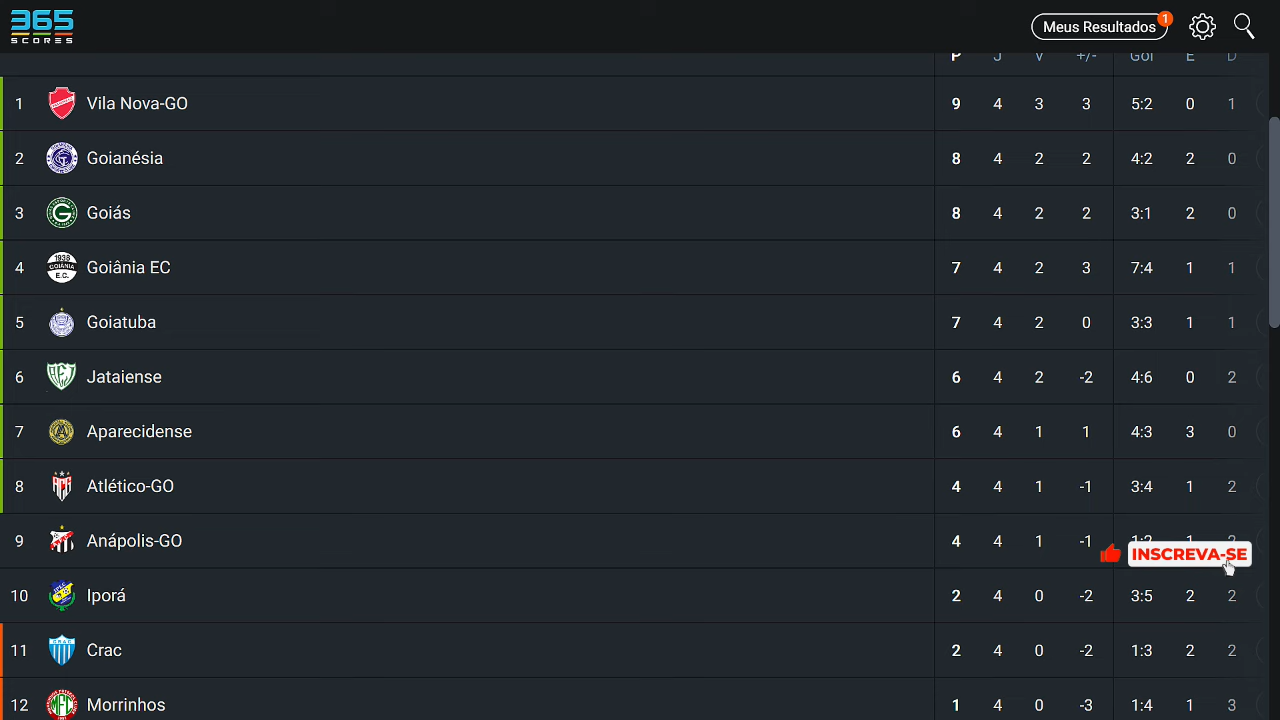 365
SCORES
Meus Resultados 1
P J V +/- Gol E D
1 Vila Nova-GO 9 4 3 3 5:2 0 1
2 Goianésia 8 4 2 2 4:2 2 0
3 Goiás 8 4 2 2 3:1 2 0
4 1938 GOIÂNIA E.C. Goiânia EC 7 4 2 3 7:4 1 1
5 Goiatuba 7 4 2 0 3:3 1 1
6 Jataiense 6 4 2 -2 4:6 0 2
7 Aparecidense 6 4 1 1 4:3 3 0
8 Atlético-GO 4 4 1 -1 3:4 1 2
9 Anápolis-GO 4 4 1 -1
INSCREVA-SE
10 Iporá 2 4 0 -2 3:5 2 2
11 CRAC Crac 2 4 0 -2 1:3 2 2
12 MFC Morrinhos 1 4 0 -3 1:4 1 3